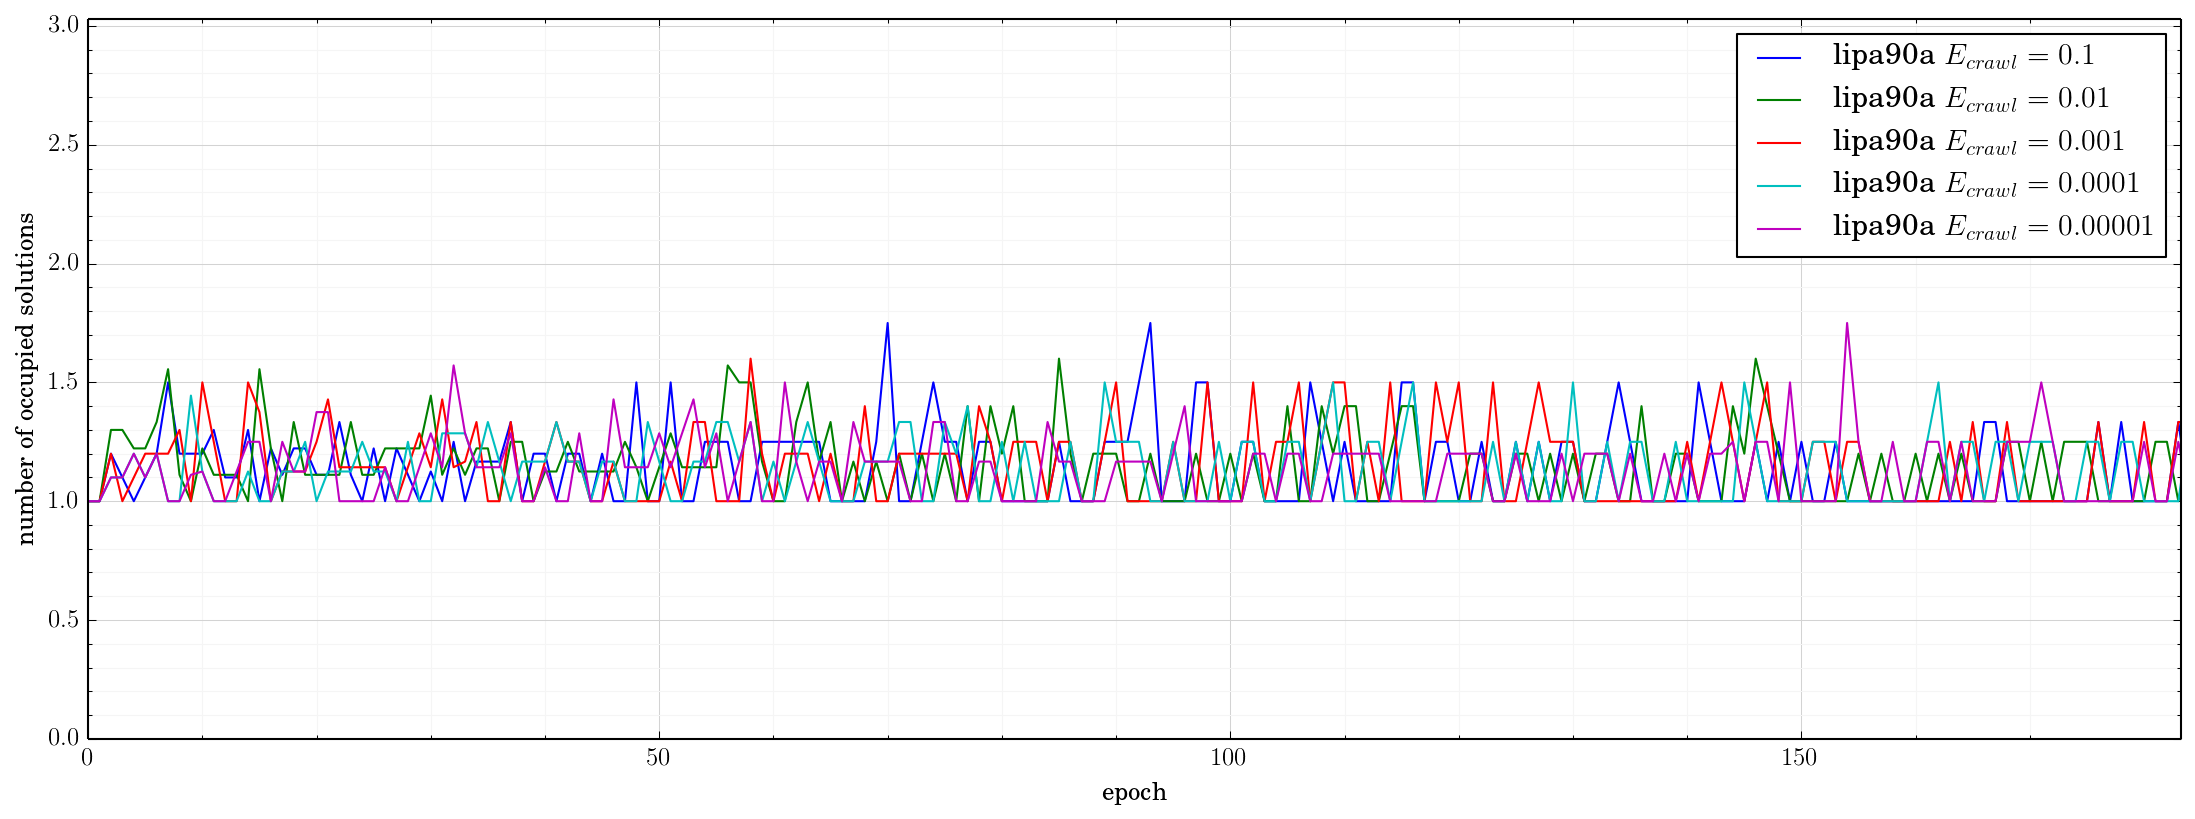 3.0
2.5
2.0
1.5
1.0
0.5
0.0
number of occupied solutions
lipa90a E_crawl = 0.1
lipa90a E_crawl = 0.01
lipa90a E_crawl = 0.001
lipa90a E_crawl = 0.0001
lipa90a E_crawl = 0.00001
0 50 100 150
epoch